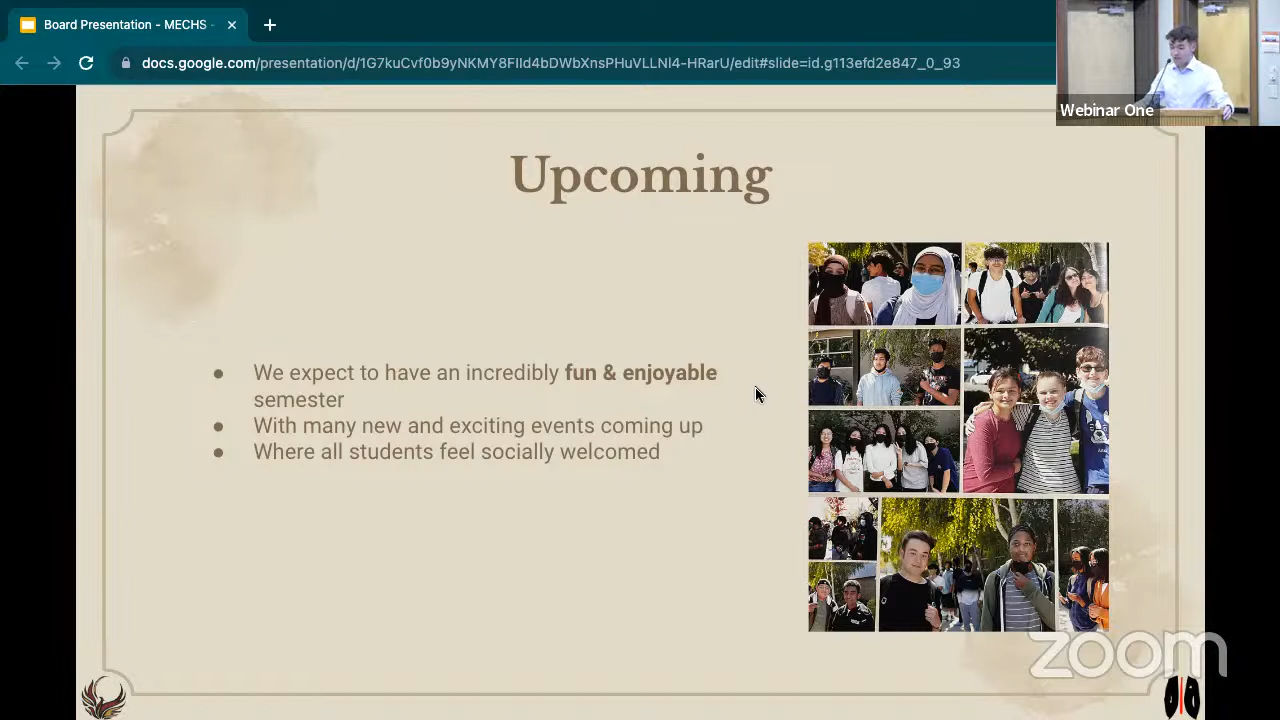 Board Presentation - MECHS -
docs.google.com/presentation/d/1G7kuCvf0b9yNKMY8FIId4bDWbXnsPHuVLLNI4-HRarU/edit#slide=id.g113efd2e847_0_93
Webinar One
Upcoming
We expect to have an incredibly fun & enjoyable
semester
With many new and exciting events coming up
Where all students feel socially welcomed
zoom